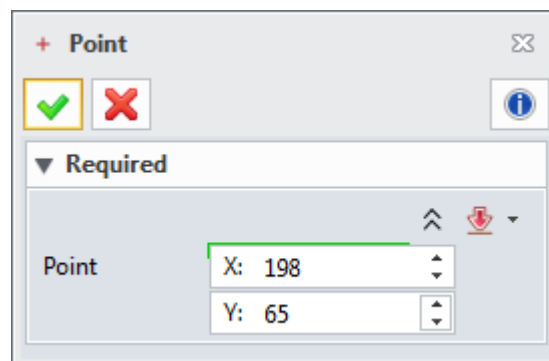 Point
Required
Point
X: 198
Y: 65